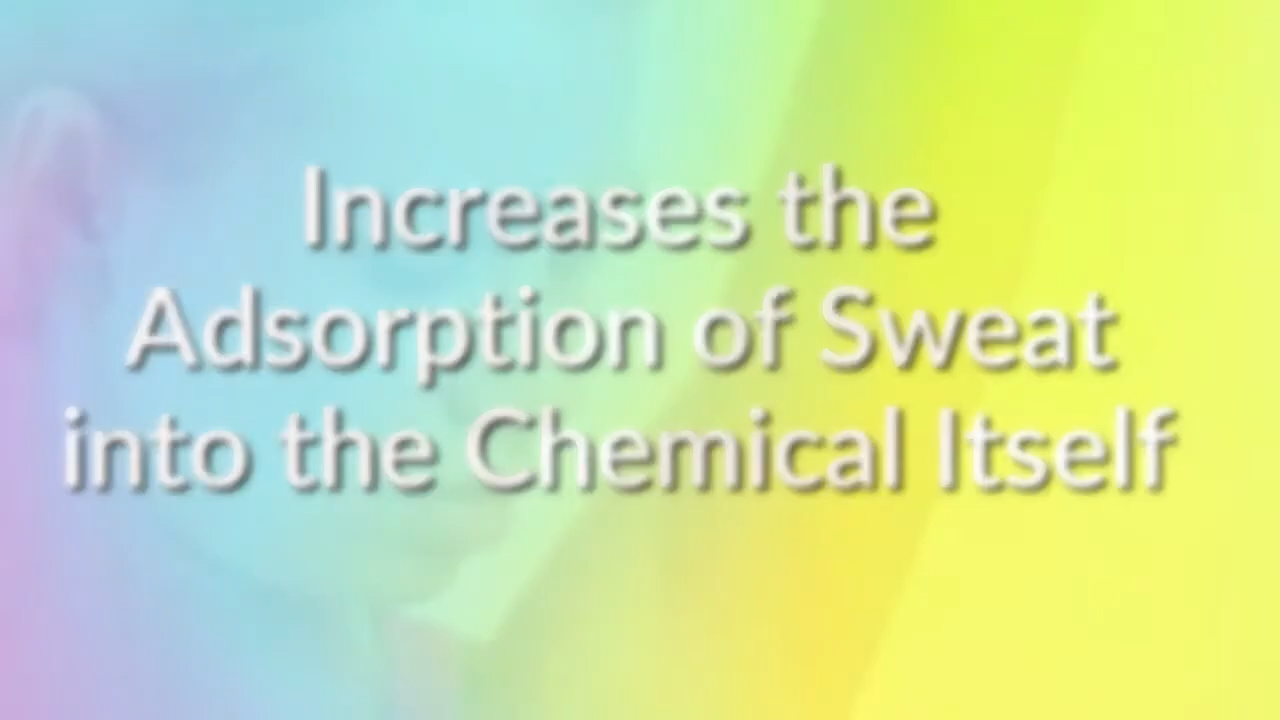 Increases the
Adsorption of Sweat
into the Chemical Itself